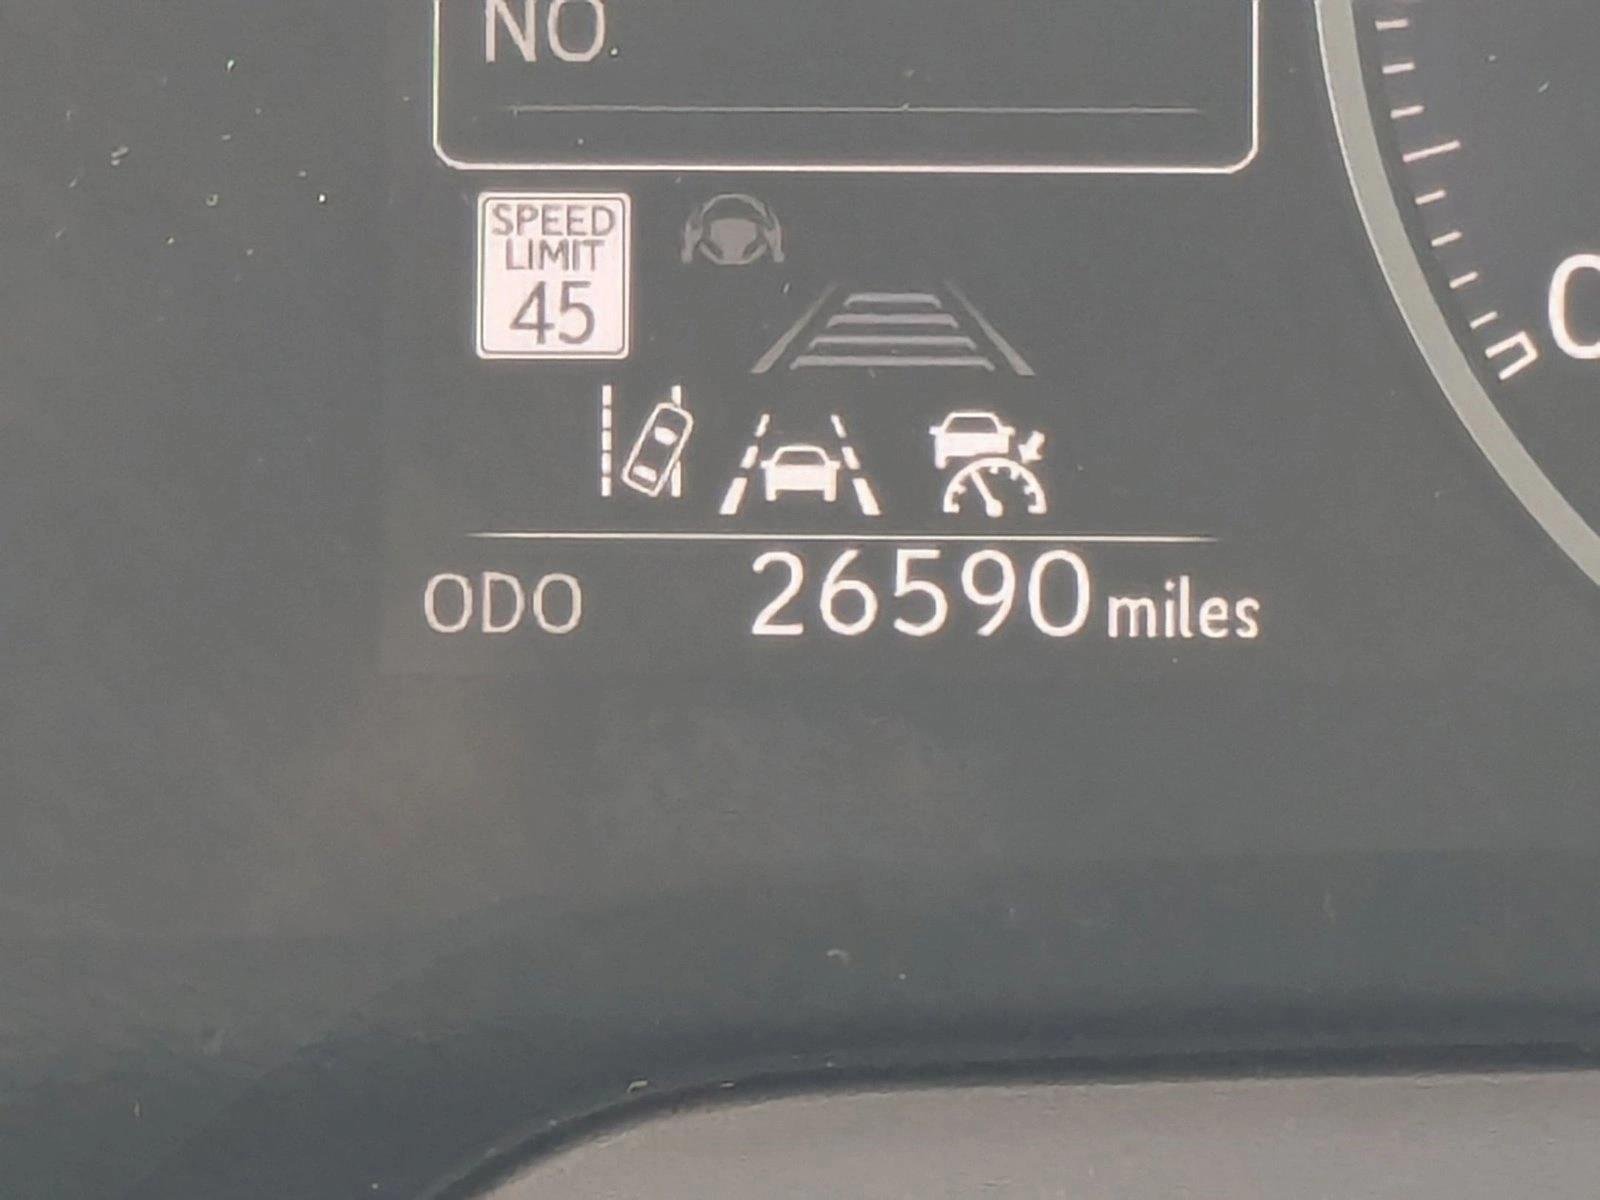 NO
SPEED
LIMIT
45
ODO 26590 miles